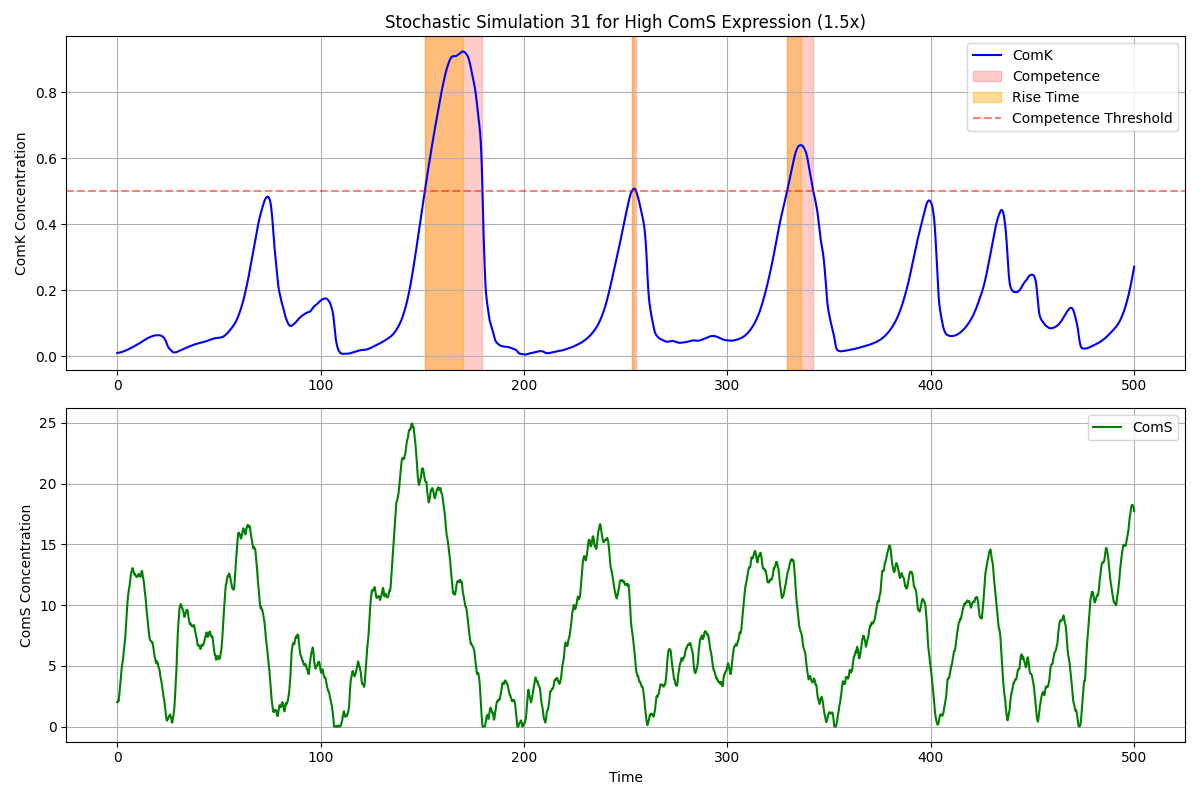 Stochastic Simulation 31 for High ComS Expression (1.5x)
ComK
Competence
Rise Time
Competence Threshold
ComK Concentration
0.8
0.6
0.4
0.2
0.0
0 100 200 300 400 500
ComS
ComS Concentration
25
20
15
10
5
0
0 100 200 300 400 500
Time